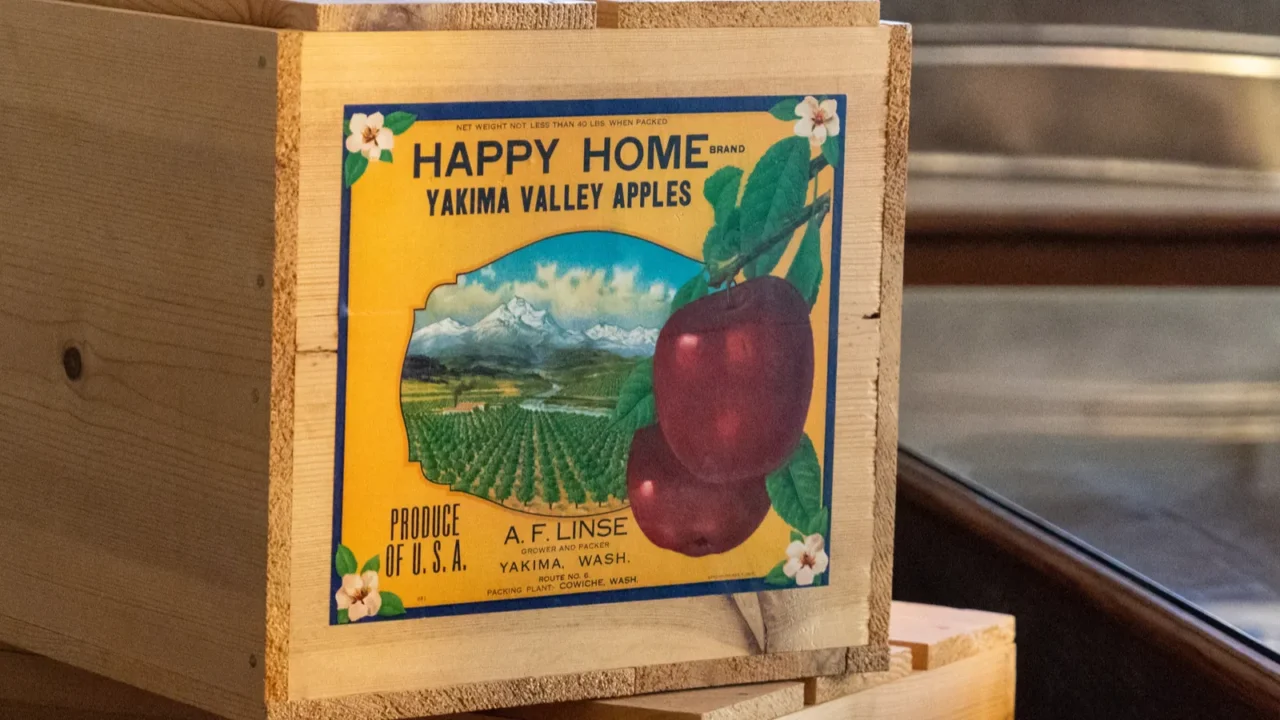 NET WEIGHT NOT LESS THAN 40 LBS. WHEN PACKED
HAPPY HOME BRAND
YAKIMA VALLEY APPLES
PRODUCE
OF U.S.A.
A. F. LINSE
GROWER AND PACKER
YAKIMA, WASH.
ROUTE NO. 6
PACKING PLANT- COWICHE, WASH.